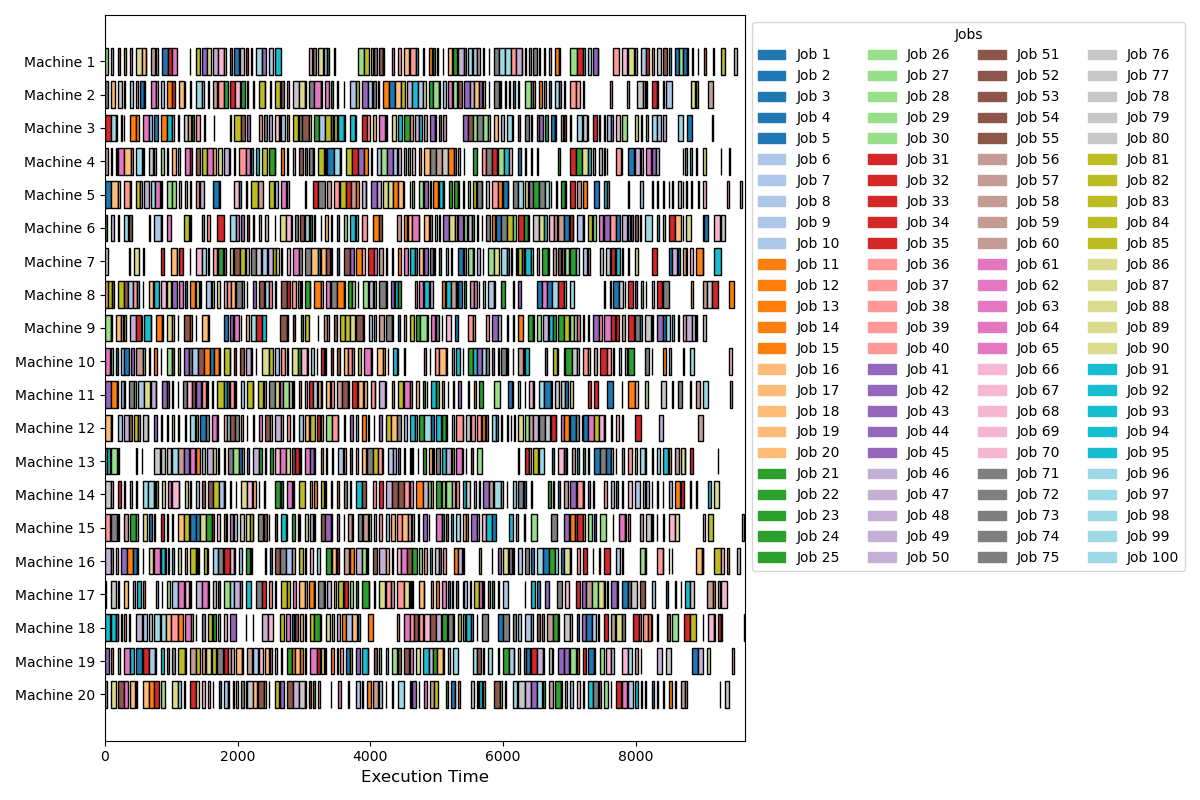 Machine 1
Machine 2
Machine 3
Machine 4
Machine 5
Machine 6
Machine 7
Machine 8
Machine 9
Machine 10
Machine 11
Machine 12
Machine 13
Machine 14
Machine 15
Machine 16
Machine 17
Machine 18
Machine 19
Machine 20
0 2000 4000 6000 8000
Execution Time
Jobs
Job 1 Job 26 Job 51 Job 76
Job 2 Job 27 Job 52 Job 77
Job 3 Job 28 Job 53 Job 78
Job 4 Job 29 Job 54 Job 79
Job 5 Job 30 Job 55 Job 80
Job 6 Job 31 Job 56 Job 81
Job 7 Job 32 Job 57 Job 82
Job 8 Job 33 Job 58 Job 83
Job 9 Job 34 Job 59 Job 84
Job 10 Job 35 Job 60 Job 85
Job 11 Job 36 Job 61 Job 86
Job 12 Job 37 Job 62 Job 87
Job 13 Job 38 Job 63 Job 88
Job 14 Job 39 Job 64 Job 89
Job 15 Job 40 Job 65 Job 90
Job 16 Job 41 Job 66 Job 91
Job 17 Job 42 Job 67 Job 92
Job 18 Job 43 Job 68 Job 93
Job 19 Job 44 Job 69 Job 94
Job 20 Job 45 Job 70 Job 95
Job 21 Job 46 Job 71 Job 96
Job 22 Job 47 Job 72 Job 97
Job 23 Job 48 Job 73 Job 98
Job 24 Job 49 Job 74 Job 99
Job 25 Job 50 Job 75 Job 100